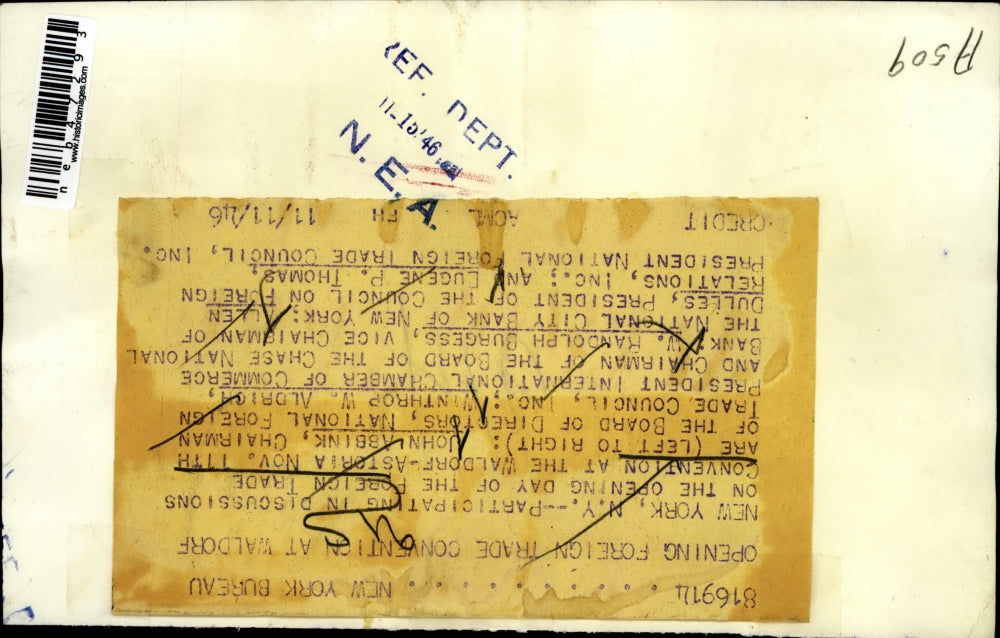 816914 . . . . . . . . . . . NEW YORK BUREAU
OPENING FOREIGN TRADE CONVENTION AT WALDORF
NEW YORK, N.Y.--PARTICIPATING IN DISCUSSIONS
ON THE OPENING DAY OF THE FOREIGN TRADE
CONVENTION AT THE WALDORF-ASTORIA NOV. 11TH
ARE (LEFT TO RIGHT): JOHN ABBINK, CHAIRMAN
OF THE BOARD OF DIRECTORS, NATIONAL FOREIGN
TRADE COUNCIL, INC.; WINTHROP W. ALDRICH,
PRESIDENT INTERNATIONAL CHAMBER OF COMMERCE
AND CHAIRMAN OF THE BOARD OF THE CHASE NATIONAL
BANK; W. RANDOLPH BURGESS, VICE CHAIRMAN OF
THE NATIONAL CITY BANK OF NEW YORK; ALLEN
DULLES, PRESIDENT OF THE COUNCIL ON FOREIGN
RELATIONS, INC.; AND EUGENE P. THOMAS,
PRESIDENT NATIONAL FOREIGN TRADE COUNCIL, INC.
CREDIT ACME FH 11/11/46
REF. DEPT.
11-15'46
N. E. A.
A509
www.historicimages.com